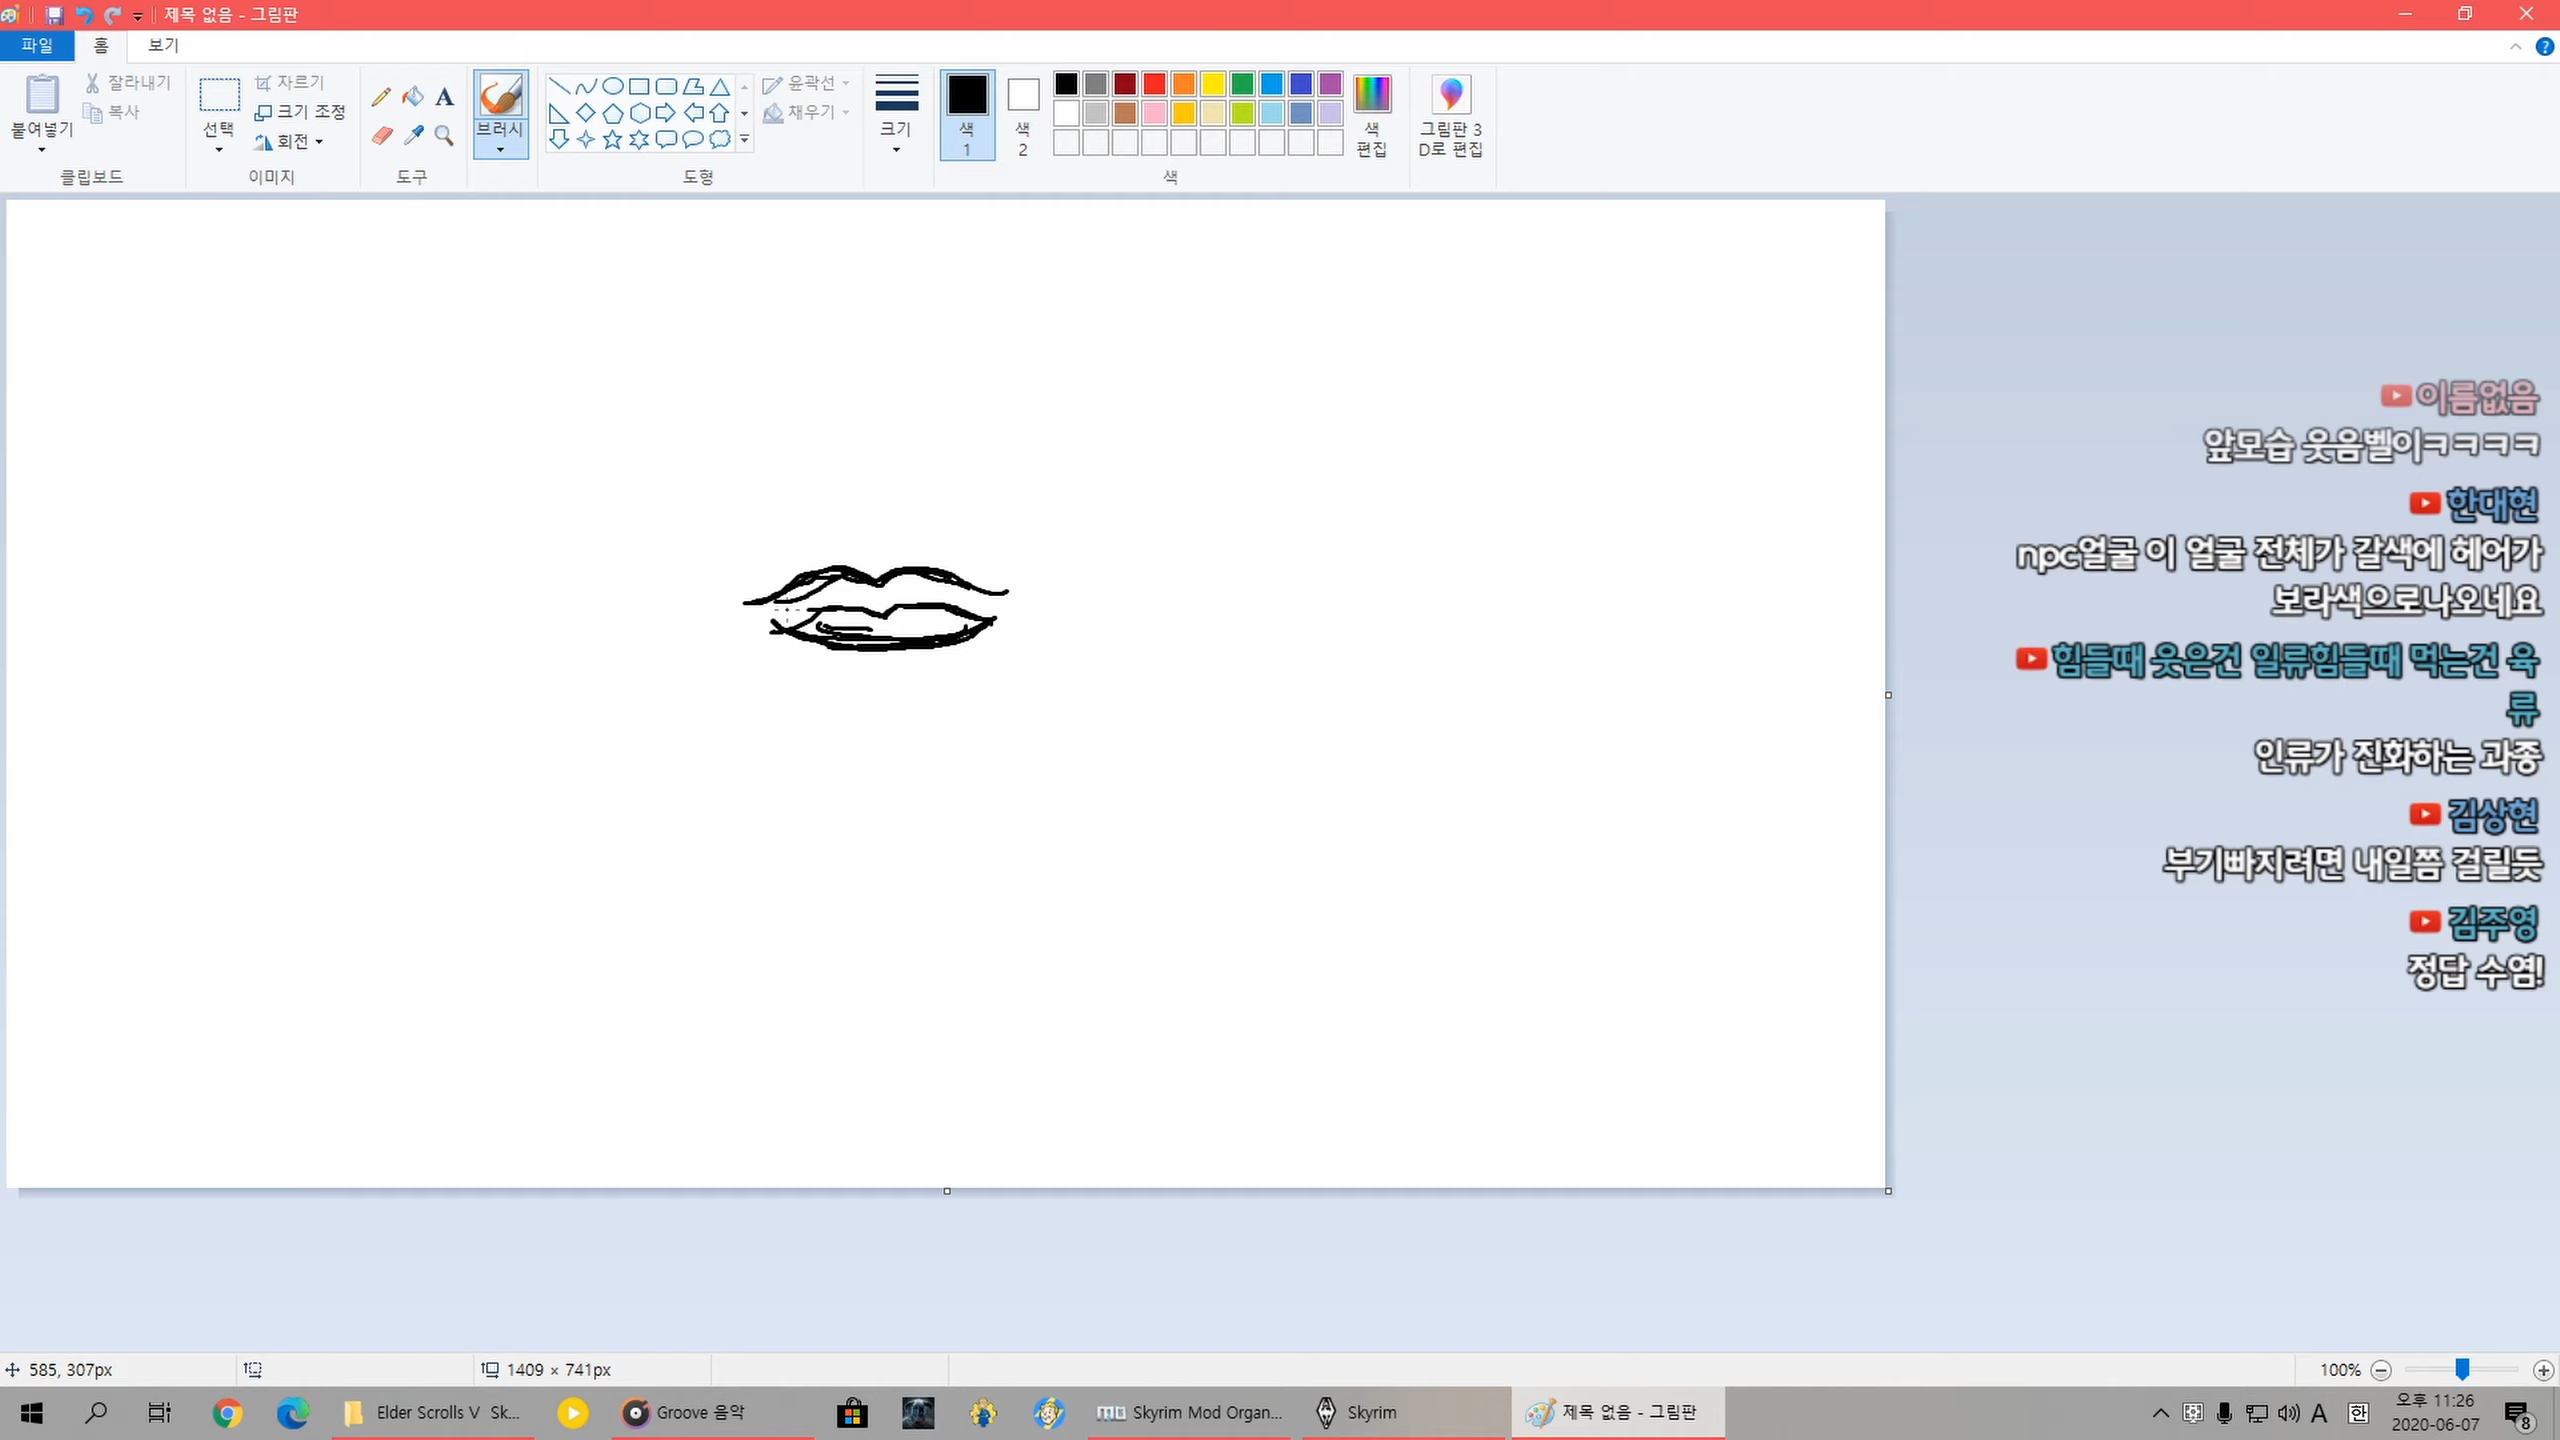 제목 없음 - 그림판
파일 홈 보기
붙여넣기
잘라내기
복사
클립보드
선택
자르기
크기 조정
회전
이미지
A
도구
브러시
윤곽선
채우기
도형
크기
색
1
색
2
색
편집
색
그림판 3
D로 편집
이름없음
앞모습 웃음벨이ㅋㅋㅋㅋ
한대현
npc얼굴 이 얼굴 전체가 갈색에 헤어가
보라색으로나오네요
힘들때 웃은건 일류힘들때 먹는건 육
류
인류가 진화하는 과종
김상현
부기빠지려면 내일쯤 걸릴듯
김주영
정답 수염!
585, 307px
1409 × 741px
100%
Elder Scrolls V Sk...
Groove 음악
Skyrim Mod Organ...
Skyrim
제목 없음 - 그림판
A
한
오후 11:26
2020-06-07
8